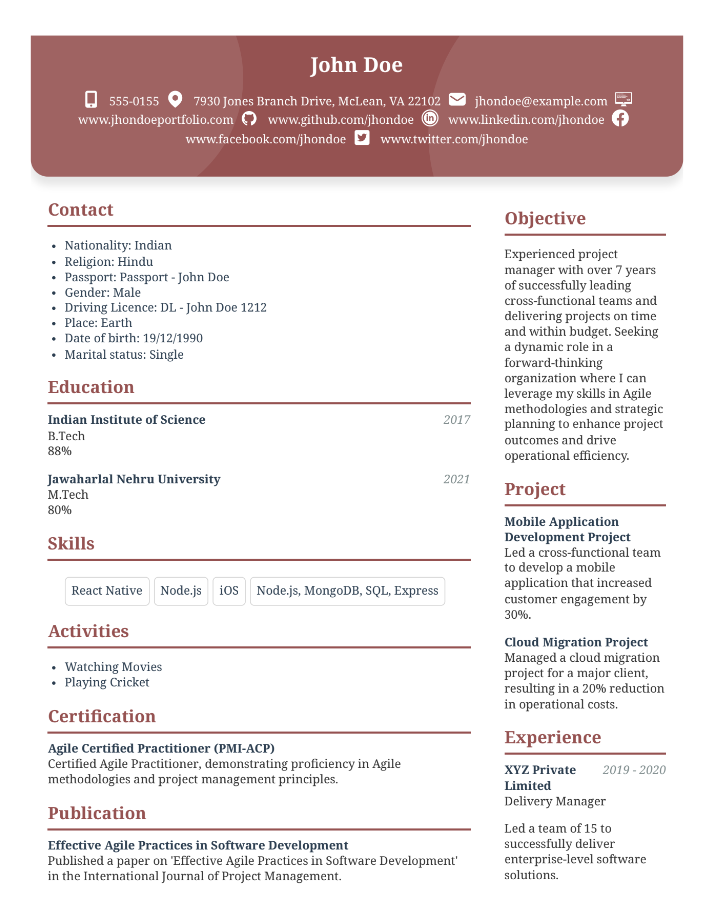 John Doe
555-0155 7930 Jones Branch Drive, McLean, VA 22102 jhondoe@example.com
www.jhondoeportfolio.com www.github.com/jhondoe www.linkedin.com/jhondoe
www.facebook.com/jhondoe www.twitter.com/jhondoe
Contact
• Nationality: Indian
• Religion: Hindu
• Passport: Passport - John Doe
• Gender: Male
• Driving Licence: DL - John Doe 1212
• Place: Earth
• Date of birth: 19/12/1990
• Marital status: Single
Education
Indian Institute of Science 2017
B.Tech
88%
Jawaharlal Nehru University 2021
M.Tech
80%
Skills
React Native Node.js iOS Node.js, MongoDB, SQL, Express
Activities
• Watching Movies
• Playing Cricket
Certification
Agile Certified Practitioner (PMI-ACP)
Certified Agile Practitioner, demonstrating proficiency in Agile
methodologies and project management principles.
Publication
Effective Agile Practices in Software Development
Published a paper on 'Effective Agile Practices in Software Development'
in the International Journal of Project Management.
Objective
Experienced project
manager with over 7 years
of successfully leading
cross-functional teams and
delivering projects on time
and within budget. Seeking
a dynamic role in a
forward-thinking
organization where I can
leverage my skills in Agile
methodologies and strategic
planning to enhance project
outcomes and drive
operational efficiency.
Project
Mobile Application
Development Project
Led a cross-functional team
to develop a mobile
application that increased
customer engagement by
30%.
Cloud Migration Project
Managed a cloud migration
project for a major client,
resulting in a 20% reduction
in operational costs.
Experience
XYZ Private 2019 - 2020
Limited
Delivery Manager
Led a team of 15 to
successfully deliver
enterprise-level software
solutions.